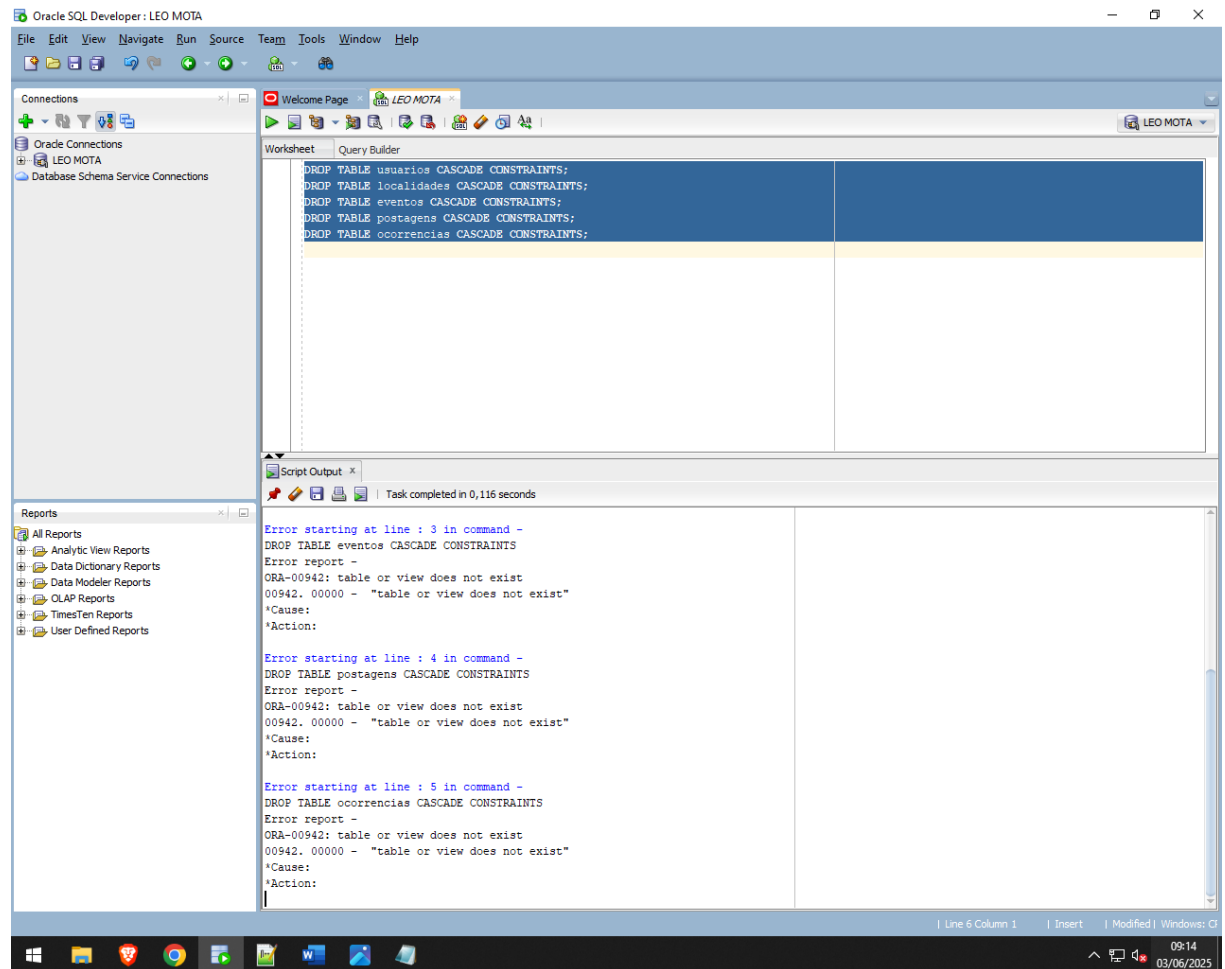 Oracle SQL Developer : LEO MOTA
File Edit View Navigate Run Source Team Tools Window Help
Connections
Oracle Connections
LEO MOTA
Database Schema Service Connections
Welcome Page
LEO MOTA
LEO MOTA
Worksheet Query Builder
DROP TABLE usuarios CASCADE CONSTRAINTS;
DROP TABLE localidades CASCADE CONSTRAINTS;
DROP TABLE eventos CASCADE CONSTRAINTS;
DROP TABLE postagens CASCADE CONSTRAINTS;
DROP TABLE ocorrencias CASCADE CONSTRAINTS;
Script Output
Task completed in 0,116 seconds
Error starting at line : 3 in command -
DROP TABLE eventos CASCADE CONSTRAINTS
Error report -
ORA-00942: table or view does not exist
00942. 00000 - "table or view does not exist"
*Cause:
*Action:
Error starting at line : 4 in command -
DROP TABLE postagens CASCADE CONSTRAINTS
Error report -
ORA-00942: table or view does not exist
00942. 00000 - "table or view does not exist"
*Cause:
*Action:
Error starting at line : 5 in command -
DROP TABLE ocorrencias CASCADE CONSTRAINTS
Error report -
ORA-00942: table or view does not exist
00942. 00000 - "table or view does not exist"
*Cause:
*Action:
Reports
All Reports
Analytic View Reports
Data Dictionary Reports
Data Modeler Reports
OLAP Reports
TimesTen Reports
User Defined Reports
Line 6 Column 1 | Insert | Modified | Windows:
09:14
03/06/2025